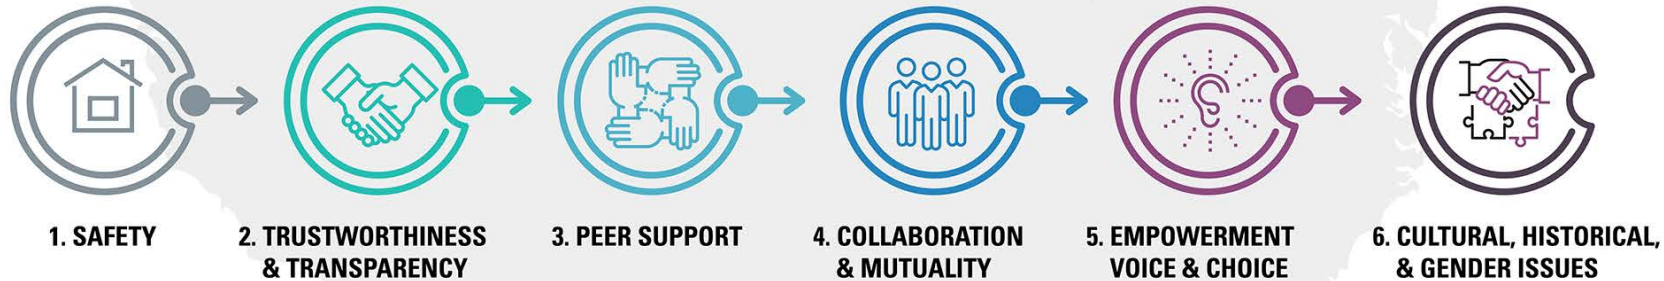 1. SAFETY
2. TRUSTWORTHINESS
& TRANSPARENCY
3. PEER SUPPORT
4. COLLABORATION
& MUTUALITY
5. EMPOWERMENT
VOICE & CHOICE
6. CULTURAL, HISTORICAL,
& GENDER ISSUES